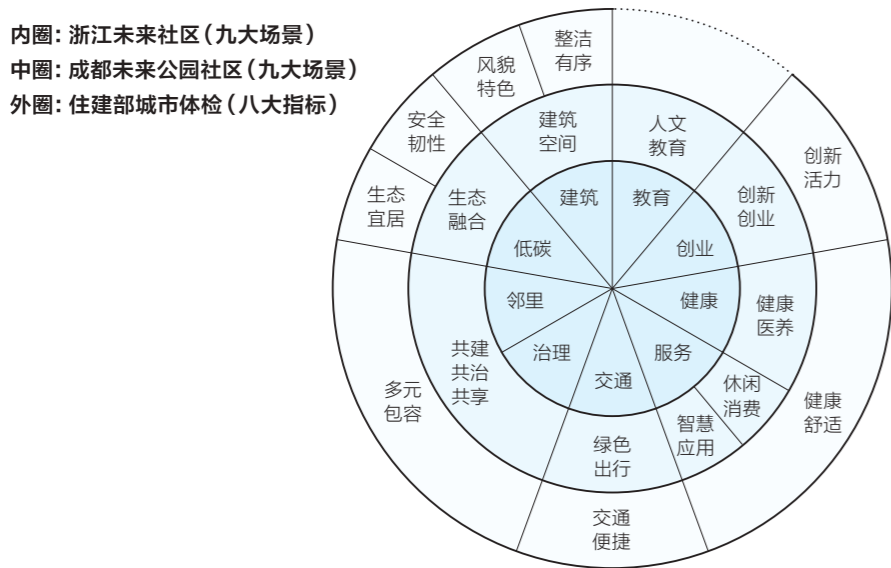 内圈: 浙江未来社区(九大场景)
中圈: 成都未来公园社区(九大场景)
外圈: 住建部城市体检(八大指标)
整洁
有序
风貌
特色
安全
韧性
生态
宜居
多元
包容
交通
便捷
健康
舒适
创新
活力
建筑
空间
人文
教育
创新
创业
健康
医养
休闲
消费
智慧
应用
绿色
出行
共建
共治
共享
生态
融合
建筑
教育
创业
健康
服务
交通
治理
邻里
低碳